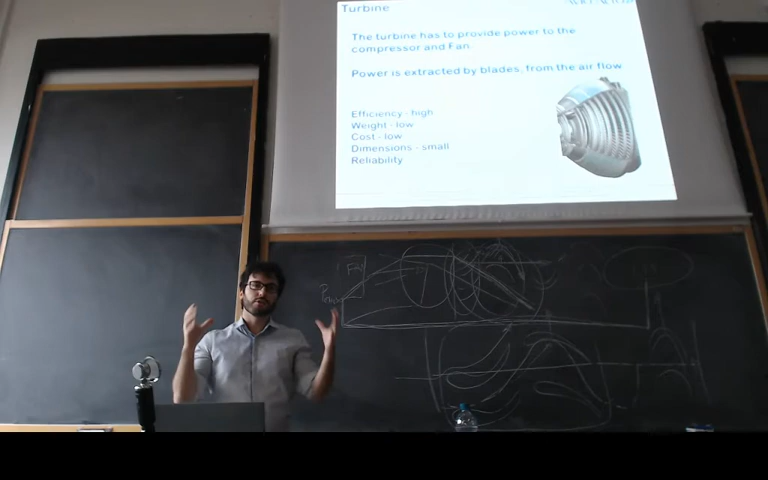 Turbine
The turbine has to provide power to the
compressor and Fan
Power is extracted by blades, from the air flow
Efficiency - high
Weight - low
Cost - low
Dimensions - small
Reliability